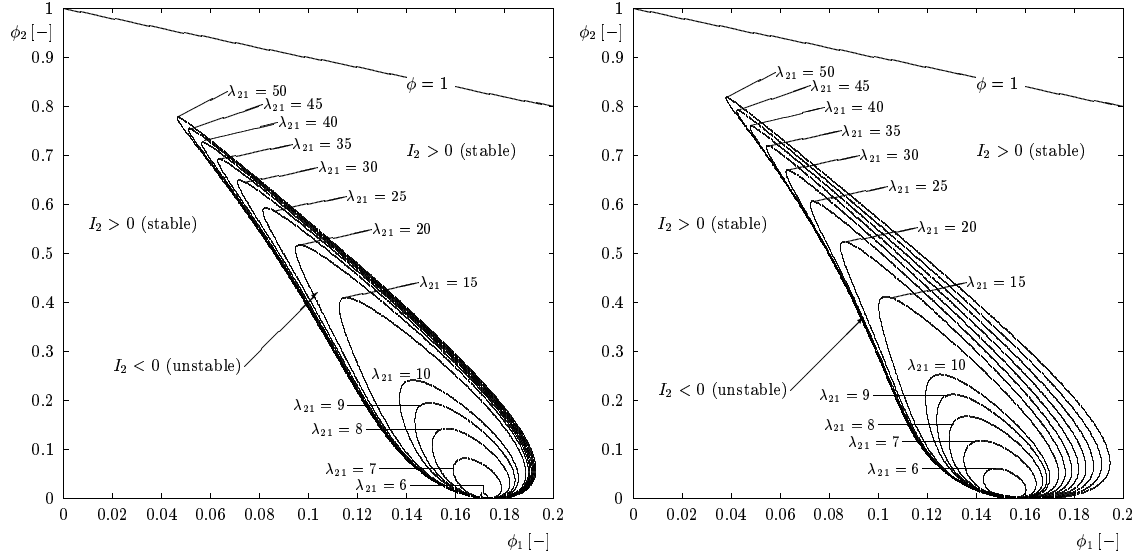 1
φ₂ [−]
0.9
0.8
0.7
0.6
0.5
0.4
0.3
0.2
0.1
0
φ = 1
λ₂₁ = 50
λ₂₁ = 45
λ₂₁ = 40
λ₂₁ = 35
λ₂₁ = 30
λ₂₁ = 25
λ₂₁ = 20
λ₂₁ = 15
λ₂₁ = 10
λ₂₁ = 9
λ₂₁ = 8
λ₂₁ = 7
λ₂₁ = 6
I₂ > 0 (stable)
I₂ > 0 (stable)
I₂ < 0 (unstable)
0 0.02 0.04 0.06 0.08 0.1 0.12 0.14 0.16 0.18 0.2
φ₁ [−]
1
φ₂ [−]
0.9
0.8
0.7
0.6
0.5
0.4
0.3
0.2
0.1
0
φ = 1
λ₂₁ = 50
λ₂₁ = 45
λ₂₁ = 40
λ₂₁ = 35
λ₂₁ = 30
λ₂₁ = 25
λ₂₁ = 20
λ₂₁ = 15
λ₂₁ = 10
λ₂₁ = 9
λ₂₁ = 8
λ₂₁ = 7
λ₂₁ = 6
I₂ > 0 (stable)
I₂ > 0 (stable)
I₂ < 0 (unstable)
0 0.02 0.04 0.06 0.08 0.1 0.12 0.14 0.16 0.18 0.2
φ₁ [−]